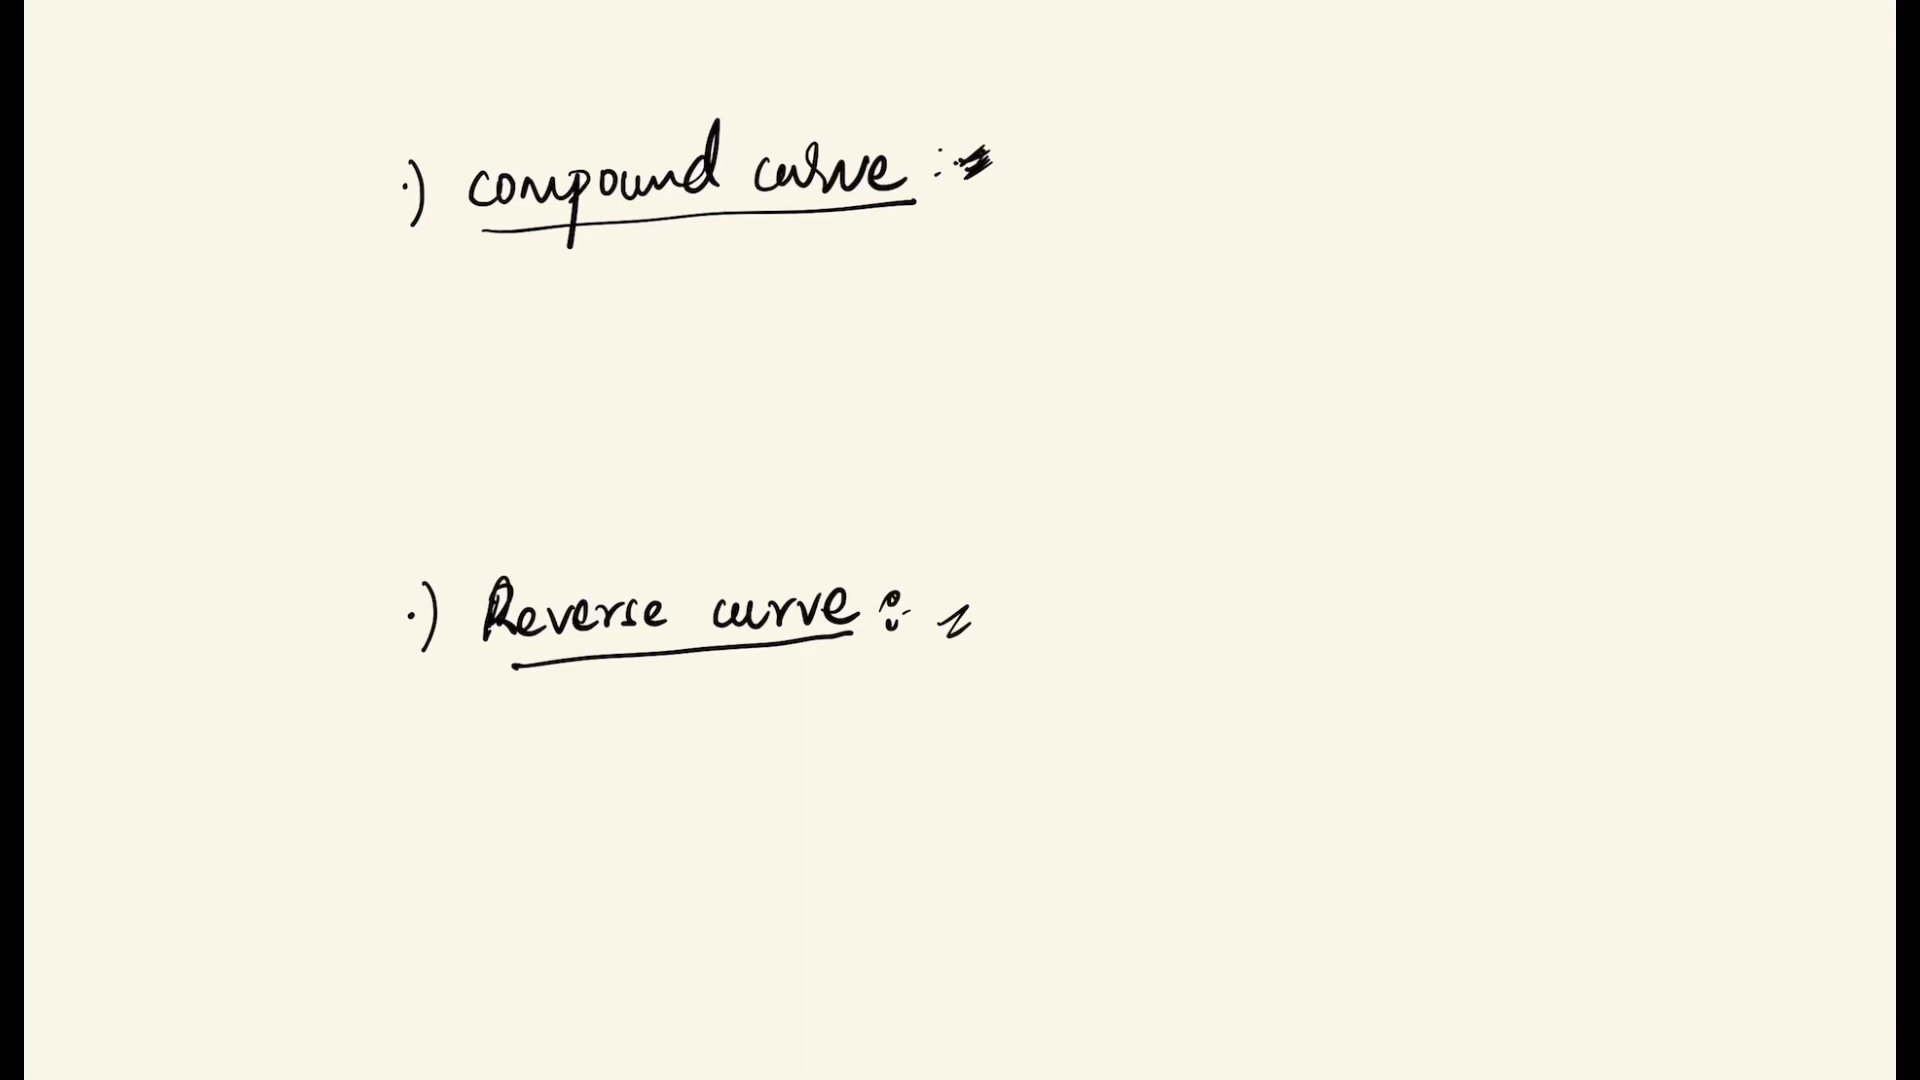 ·) compound curve :-
·) Reverse curve :-